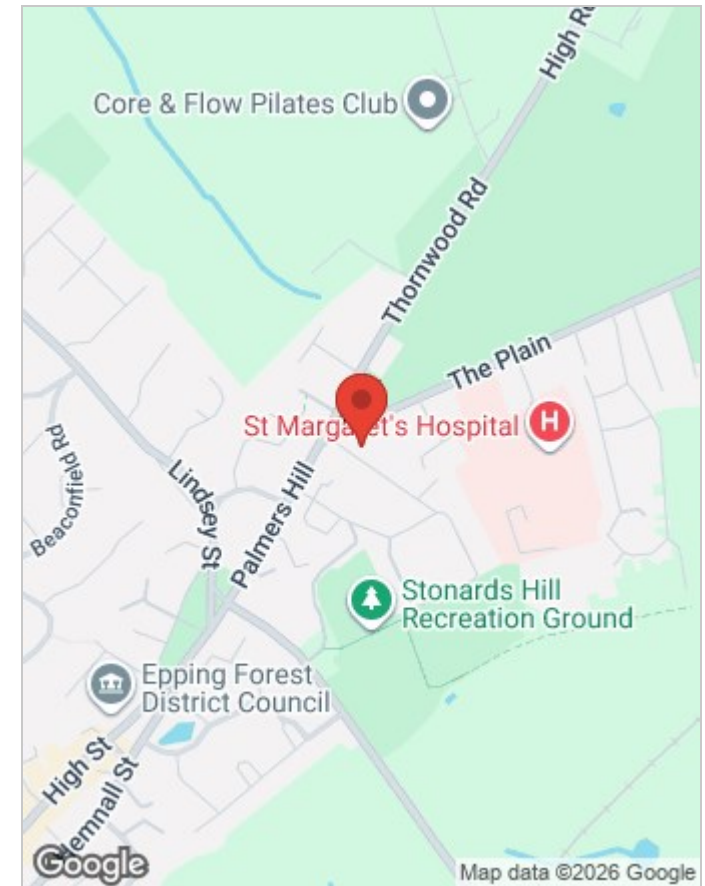 High Ro
Core & Flow Pilates Club
Thornwood Rd
The Plain
St Margaret's Hospital
H
Beaconfield Rd
Lindsey St
Palmers Hill
Stonards Hill
Recreation Ground
Epping Forest
District Council
High St
Hemnall St
Google
Map data ©2026 Google